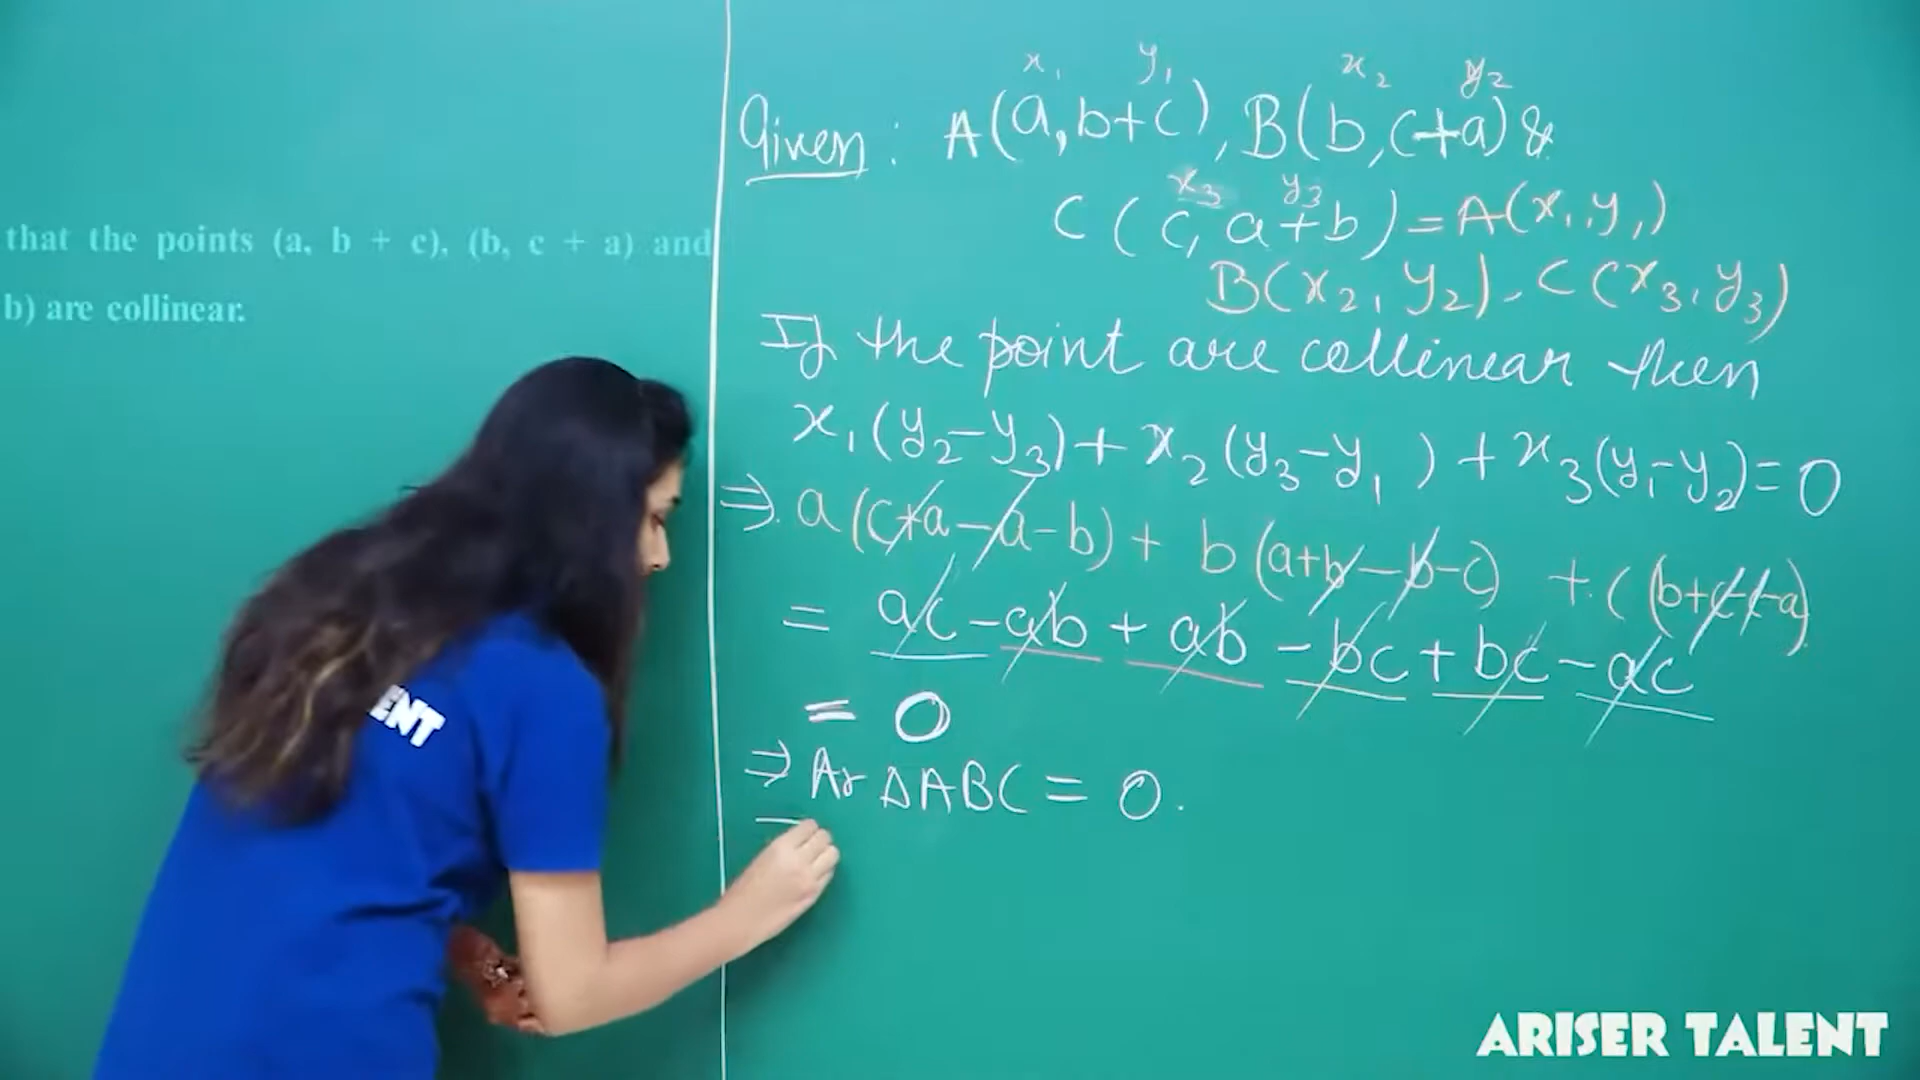 that the points (a, b + c), (b, c + a) and
b) are collinear.
x₁ y₁ x₂ y₂
Given : A(a, b+c), B(b, c+a) &
x₃ y₃
C(c, a+b) = A(x₁, y₁)
B(x₂, y₂) - C(x₃, y₃)
If the point are collinear then
x₁(y₂-y₃)+x₂(y₃-y₁)+x₃(y₁-y₂)=0
⇒ a(c+a-a-b)+b(a+b-b-c)+c(b+c-c-a)
= ac-ab+ab-bc+bc-ac
= 0
⇒ Ar ΔABC = 0.
ENT
ARISER TALENT